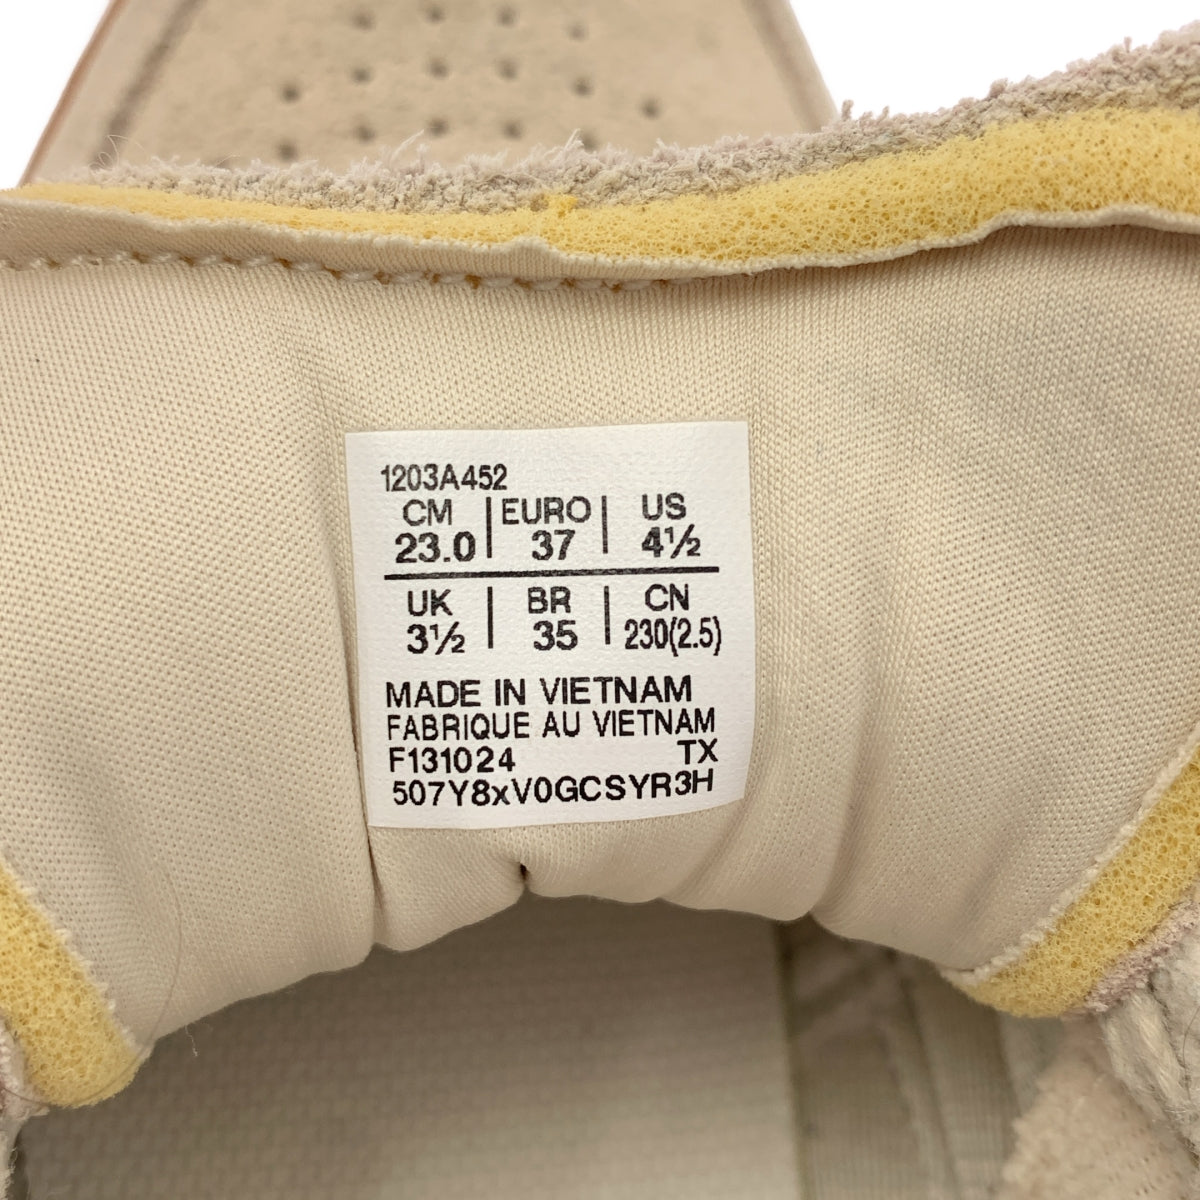 1203A452
CM | EURO | US
23.0 | 37 | 4½
UK | BR | CN
3½ | 35 | 230(2.5)
MADE IN VIETNAM
FABRIQUE AU VIETNAM
F131024 TX
507Y8xV0GCSYR3H